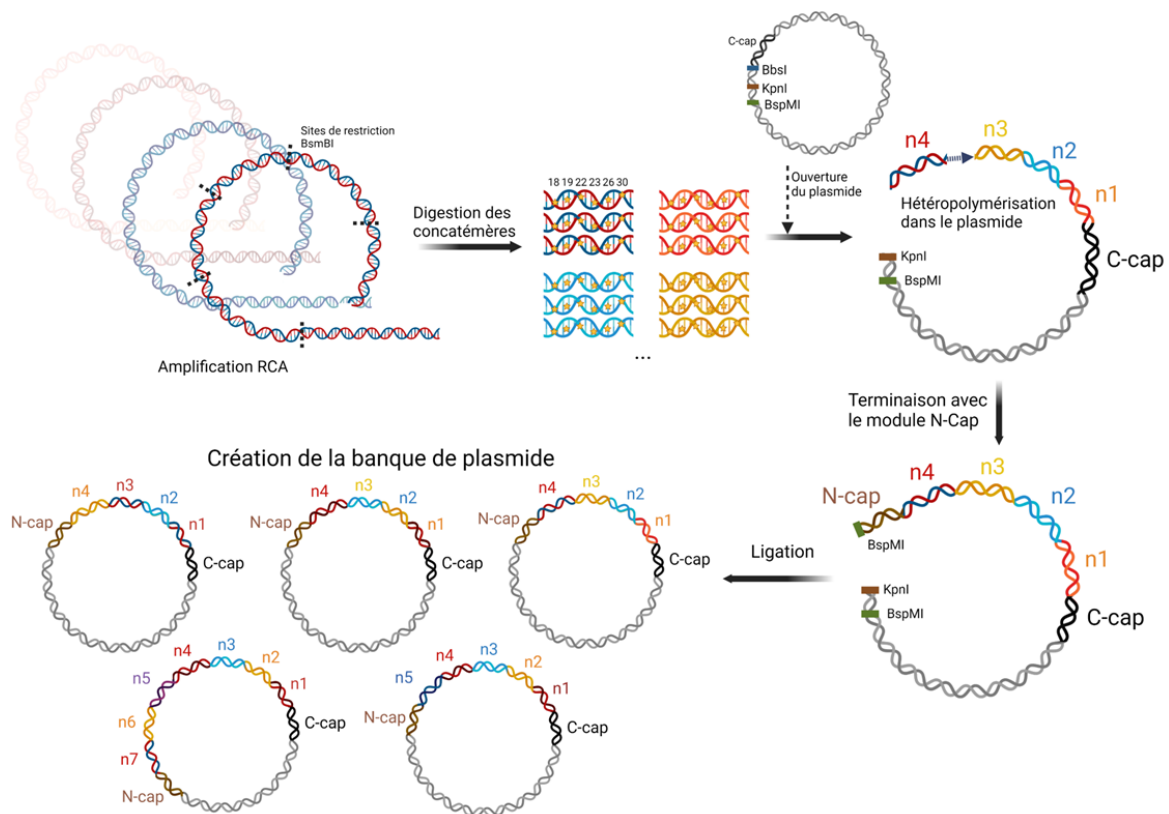 Sites de restriction
BsmBI
Amplification RCA
Digestion des
concatémères
18 19 22 23 26 30
...
C-cap
BbsI
KpnI
BspMI
Ouverture
du plasmide
n4
n3
n2
n1
Hétéropolymérisation
dans le plasmide
C-cap
KpnI
BspMI
Terminaison avec
le module N-Cap
N-cap
n4
n3
n2
n1
BspMI
KpnI
BspMI
C-cap
Ligation
Création de la banque de plasmide
N-cap
n4
n3
n2
n1
C-cap
N-cap
n4
n3
n2
n1
C-cap
N-cap
n4
n3
n2
n1
C-cap
N-cap
n7
n6
n5
n4
n3
n2
n1
C-cap
N-cap
n5
n4
n3
n2
n1
C-cap